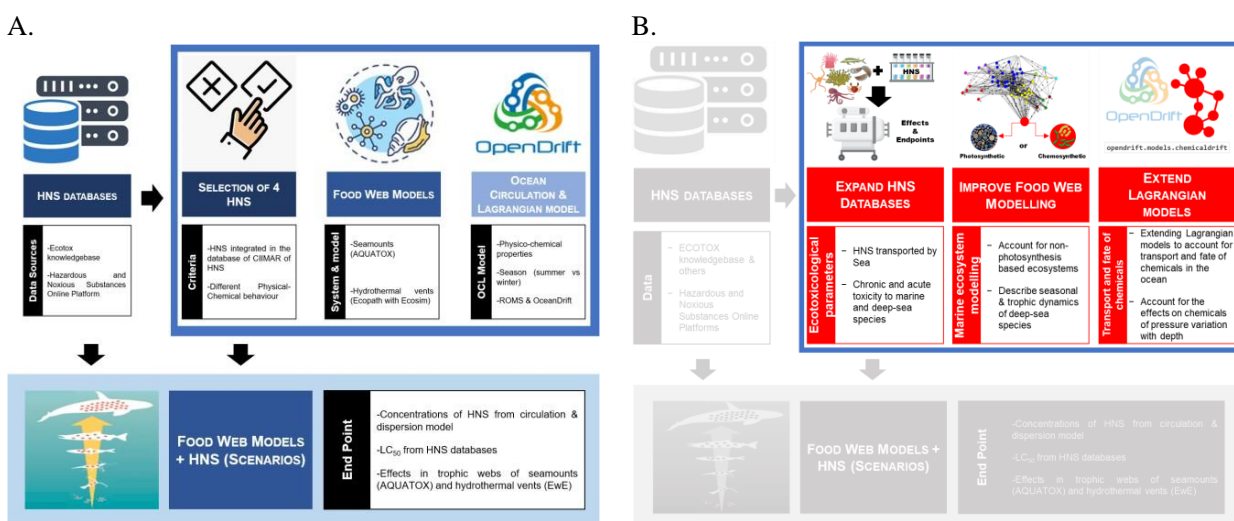 A.
OpenDrift
HNS DATABASES
SELECTION OF 4
HNS
FOOD WEB MODELS
OCEAN
CIRCULATION &
LAGRANGIAN MODEL
Data Sources
-Ecotox
knowledgebase
-Hazardous and
Noxious Substances
Online Platform
Criteria
-HNS integrated in the
database of CIIMAR of
HNS
-Different Physical-
Chemical behaviour
System & model
-Seamounts
(AQUATOX)
-Hydrothermal vents
(Ecopath with Ecosim)
OCL Model
-Physico-chemical
properties
-Season (summer vs
winter)
-ROMS & OceanDrift
FOOD WEB MODELS
+ HNS (SCENARIOS)
End Point
-Concentrations of HNS from circulation &
dispersion model
-LC50 from HNS databases
-Effects in trophic webs of seamounts
(AQUATOX) and hydrothermal vents (EwE)
B.
HNS
Effects &
Endpoints
Photosynthetic
or
Chemosynthetic
OpenDrift
opendrift.models.chemicaldrift
HNS DATABASES
EXPAND HNS
DATABASES
IMPROVE FOOD WEB
MODELLING
EXTEND
LAGRANGIAN
MODELS
Data
- ECOTOX
knowledgebase &
others
- Hazardous and
Noxious
Substances Online
Platforms
Ecotoxicological
parameters
- HNS transported by
Sea
- Chronic and acute
toxicity to marine
and deep-sea
species
Marine ecosystem
modelling
- Account for non-
photosynthesis
based ecosystems
- Describe seasonal
& trophic dynamics
of deep-sea
species
Transport and fate of
chemicals
- Extending Lagrangian
models to account for
transport and fate of
chemicals in the
ocean
- Account for the
effects on chemicals
of pressure variation
with depth
FOOD WEB MODELS +
HNS (SCENARIOS)
End Point
-Concentrations of HNS from circulation &
dispersion model
-LC50 from HNS databases
-Effects in trophic webs of seamounts
(AQUATOX) and hydrothermal vents (EwE)